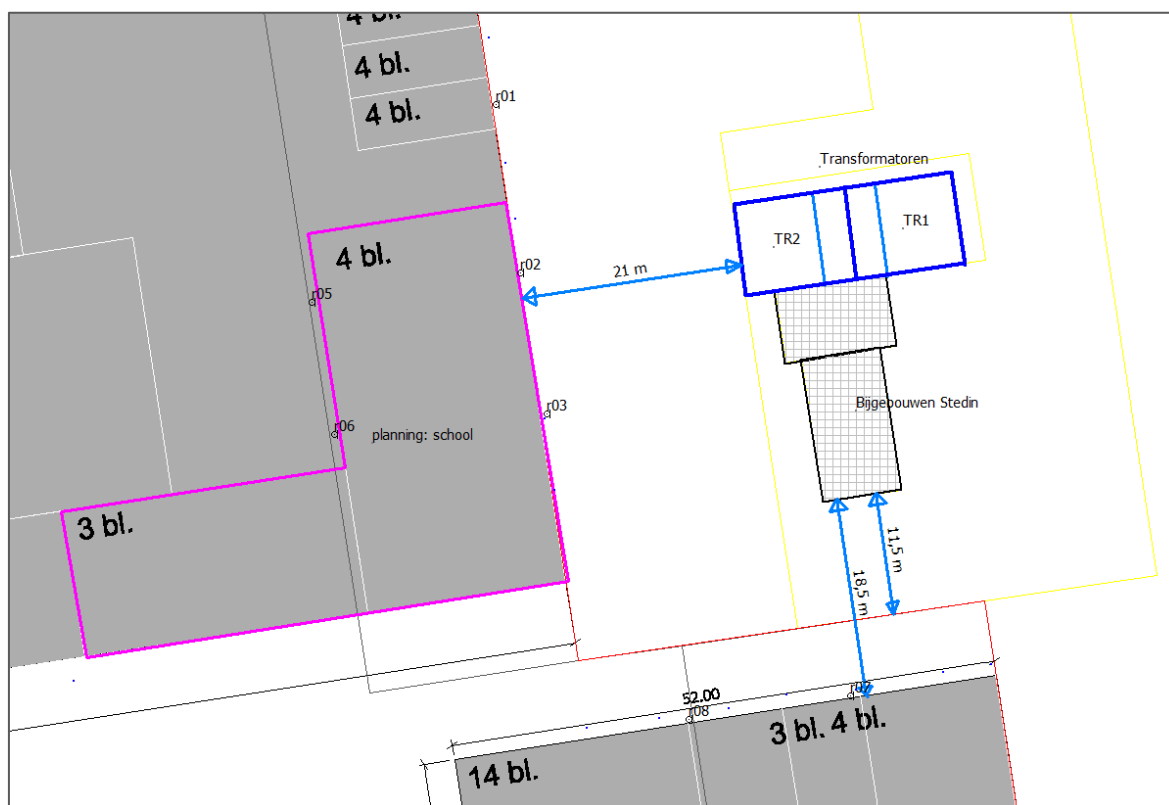 4 bl.
4 bl.
4 bl.
r01
Transformatoren
TR1
TR2
4 bl.
r02
21 m
r05
r03
Bijgebouwen Stedin
r06
planning: school
3 bl.
11,5 m
18,5 m
r07
52.00
r08
3 bl. 4 bl.
14 bl.